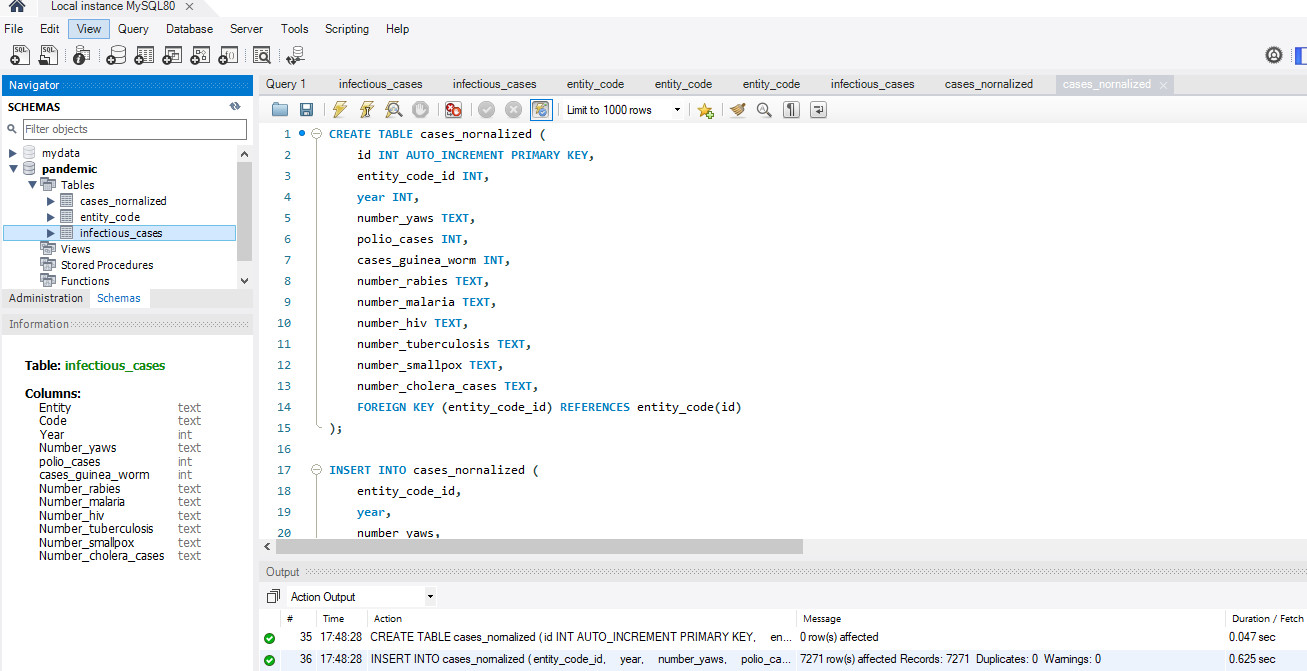 Local instance MySQL80
File Edit View Query Database Server Tools Scripting Help
Navigator
SCHEMAS
Filter objects
mydata
pandemic
Tables
cases_nornalized
entity_code
infectious_cases
Views
Stored Procedures
Functions
Administration Schemas
Information
Table: infectious_cases
Columns:
Entity text
Code text
Year int
Number_yaws text
polio_cases int
cases_guinea_worm int
Number_rabies text
Number_malaria text
Number_hiv text
Number_tuberculosis text
Number_smallpox text
Number_cholera_cases text
Query 1 infectious_cases infectious_cases entity_code entity_code entity_code infectious_cases cases_nornalized cases_nornalized
Limit to 1000 rows
1 CREATE TABLE cases_nornalized (
2 id INT AUTO_INCREMENT PRIMARY KEY,
3 entity_code_id INT,
4 year INT,
5 number_yaws TEXT,
6 polio_cases INT,
7 cases_guinea_worm INT,
8 number_rabies TEXT,
9 number_malaria TEXT,
10 number_hiv TEXT,
11 number_tuberculosis TEXT,
12 number_smallpox TEXT,
13 number_cholera_cases TEXT,
14 FOREIGN KEY (entity_code_id) REFERENCES entity_code(id)
15 );
16
17 INSERT INTO cases_nornalized (
18 entity_code_id,
19 year,
20 number_yaws,
Output
Action Output
# Time Action Message Duration / Fetch
35 17:48:28 CREATE TABLE cases_nornalized ( id INT AUTO_INCREMENT PRIMARY KEY, en... 0 row(s) affected 0.047 sec
36 17:48:28 INSERT INTO cases_nornalized ( entity_code_id, year, number_yaws, polio_ca... 7271 row(s) affected Records: 7271 Duplicates: 0 Warnings: 0 0.625 sec